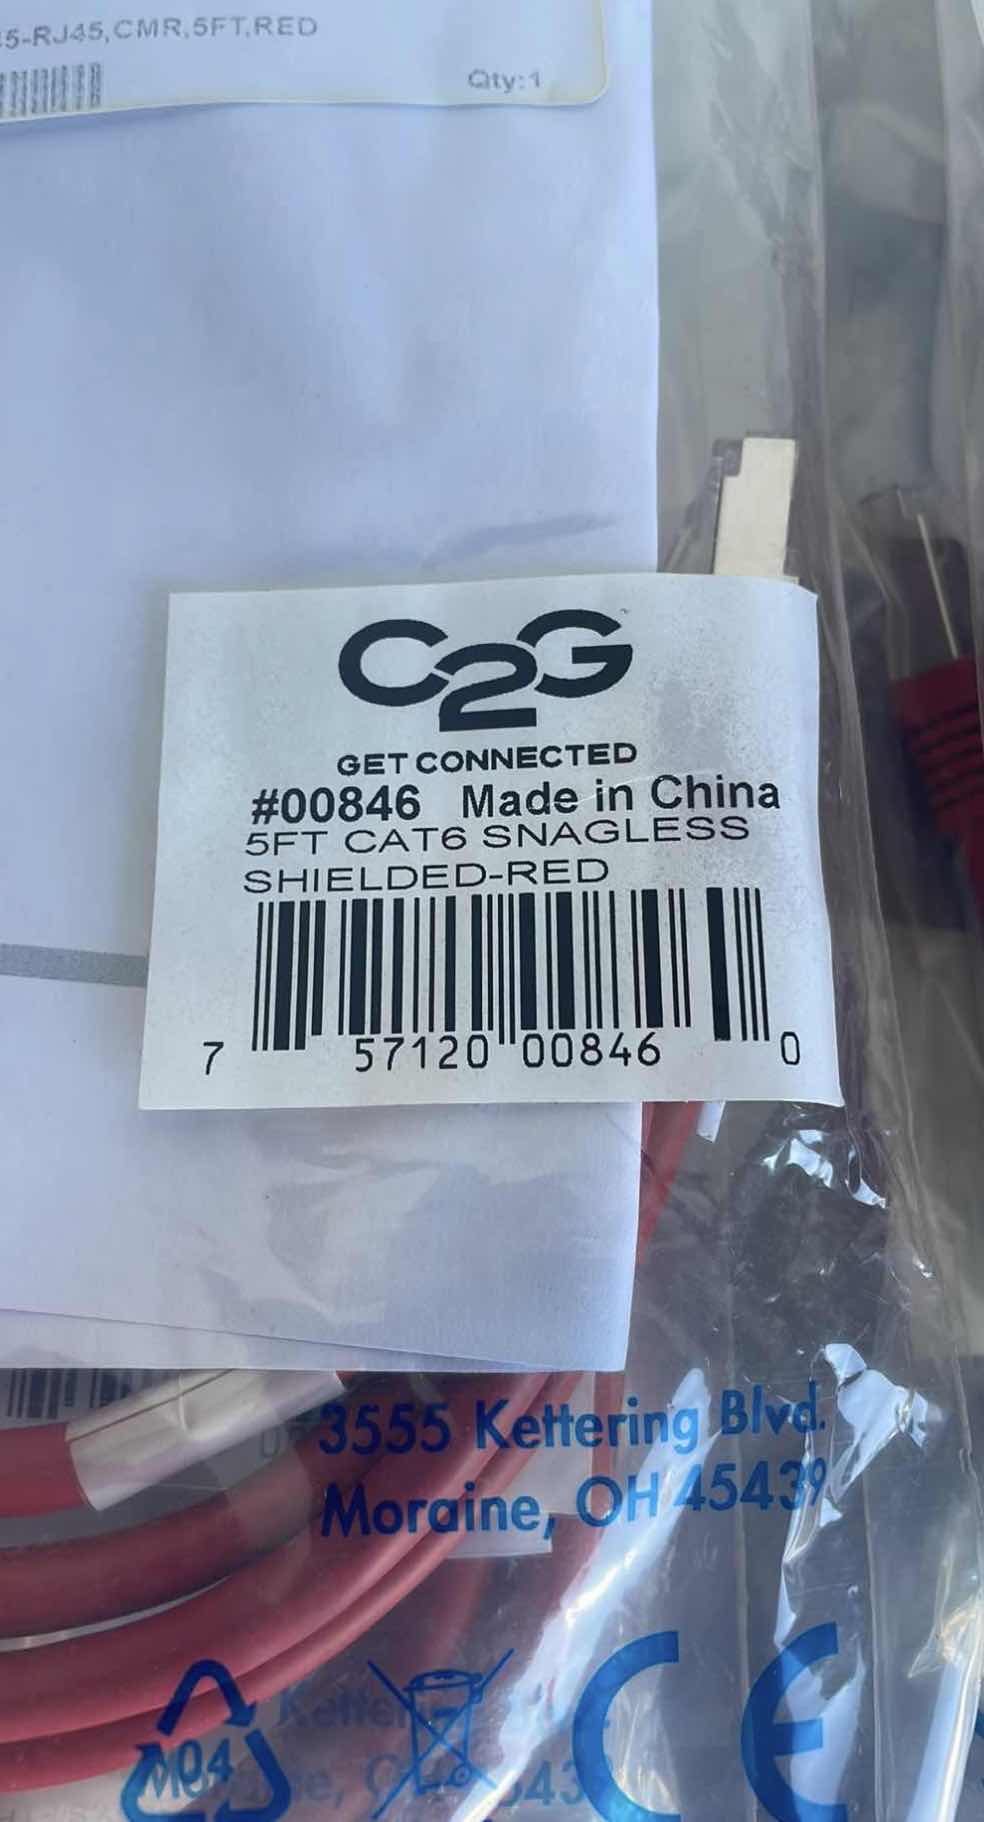 5-RJ45,CMR,5FT,RED
Qty:1
C2G
GET CONNECTED
#00846 Made in China
5FT CAT6 SNAGLESS
SHIELDED-RED
7 57120 00846 0
3555 Kettering Blvd.
Moraine, OH 45439
04
CE